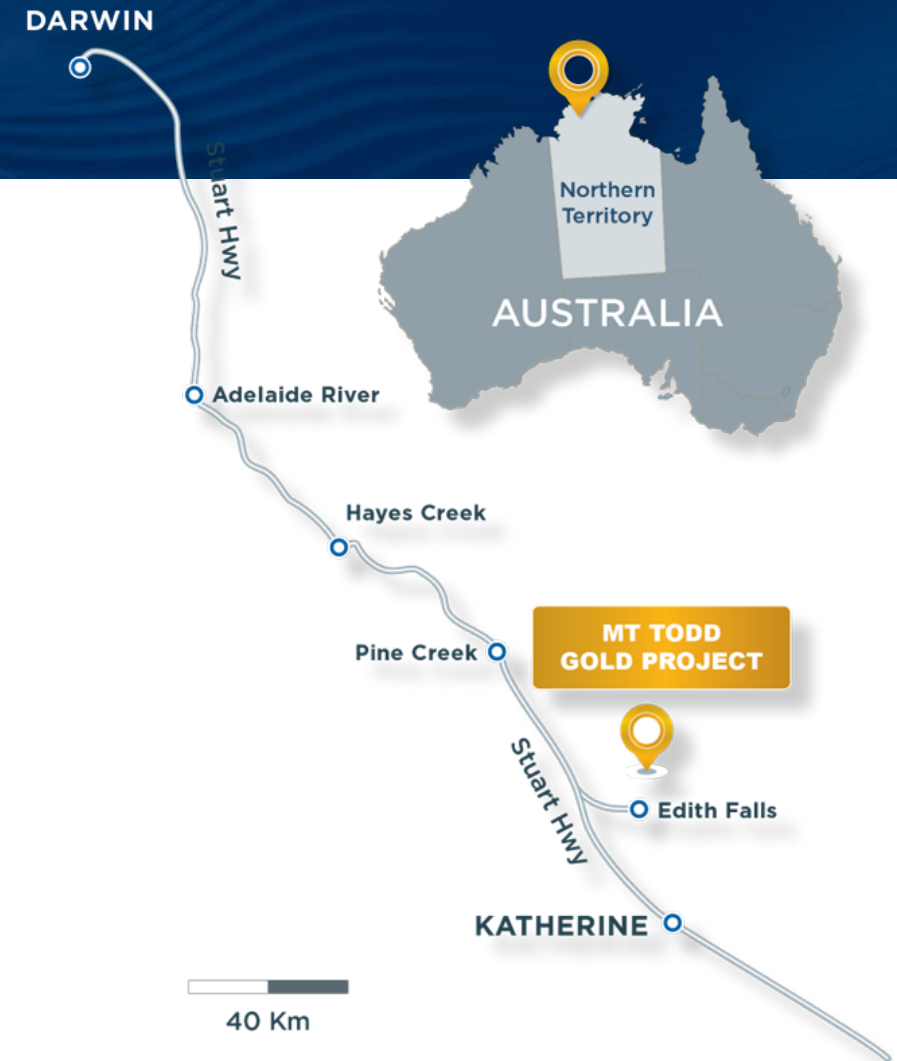 DARWIN
Stuart Hwy
Northern
Territory
AUSTRALIA
Adelaide River
Hayes Creek
Pine Creek
MT TODD
GOLD PROJECT
Stuart Hwy
Edith Falls
KATHERINE
40 Km